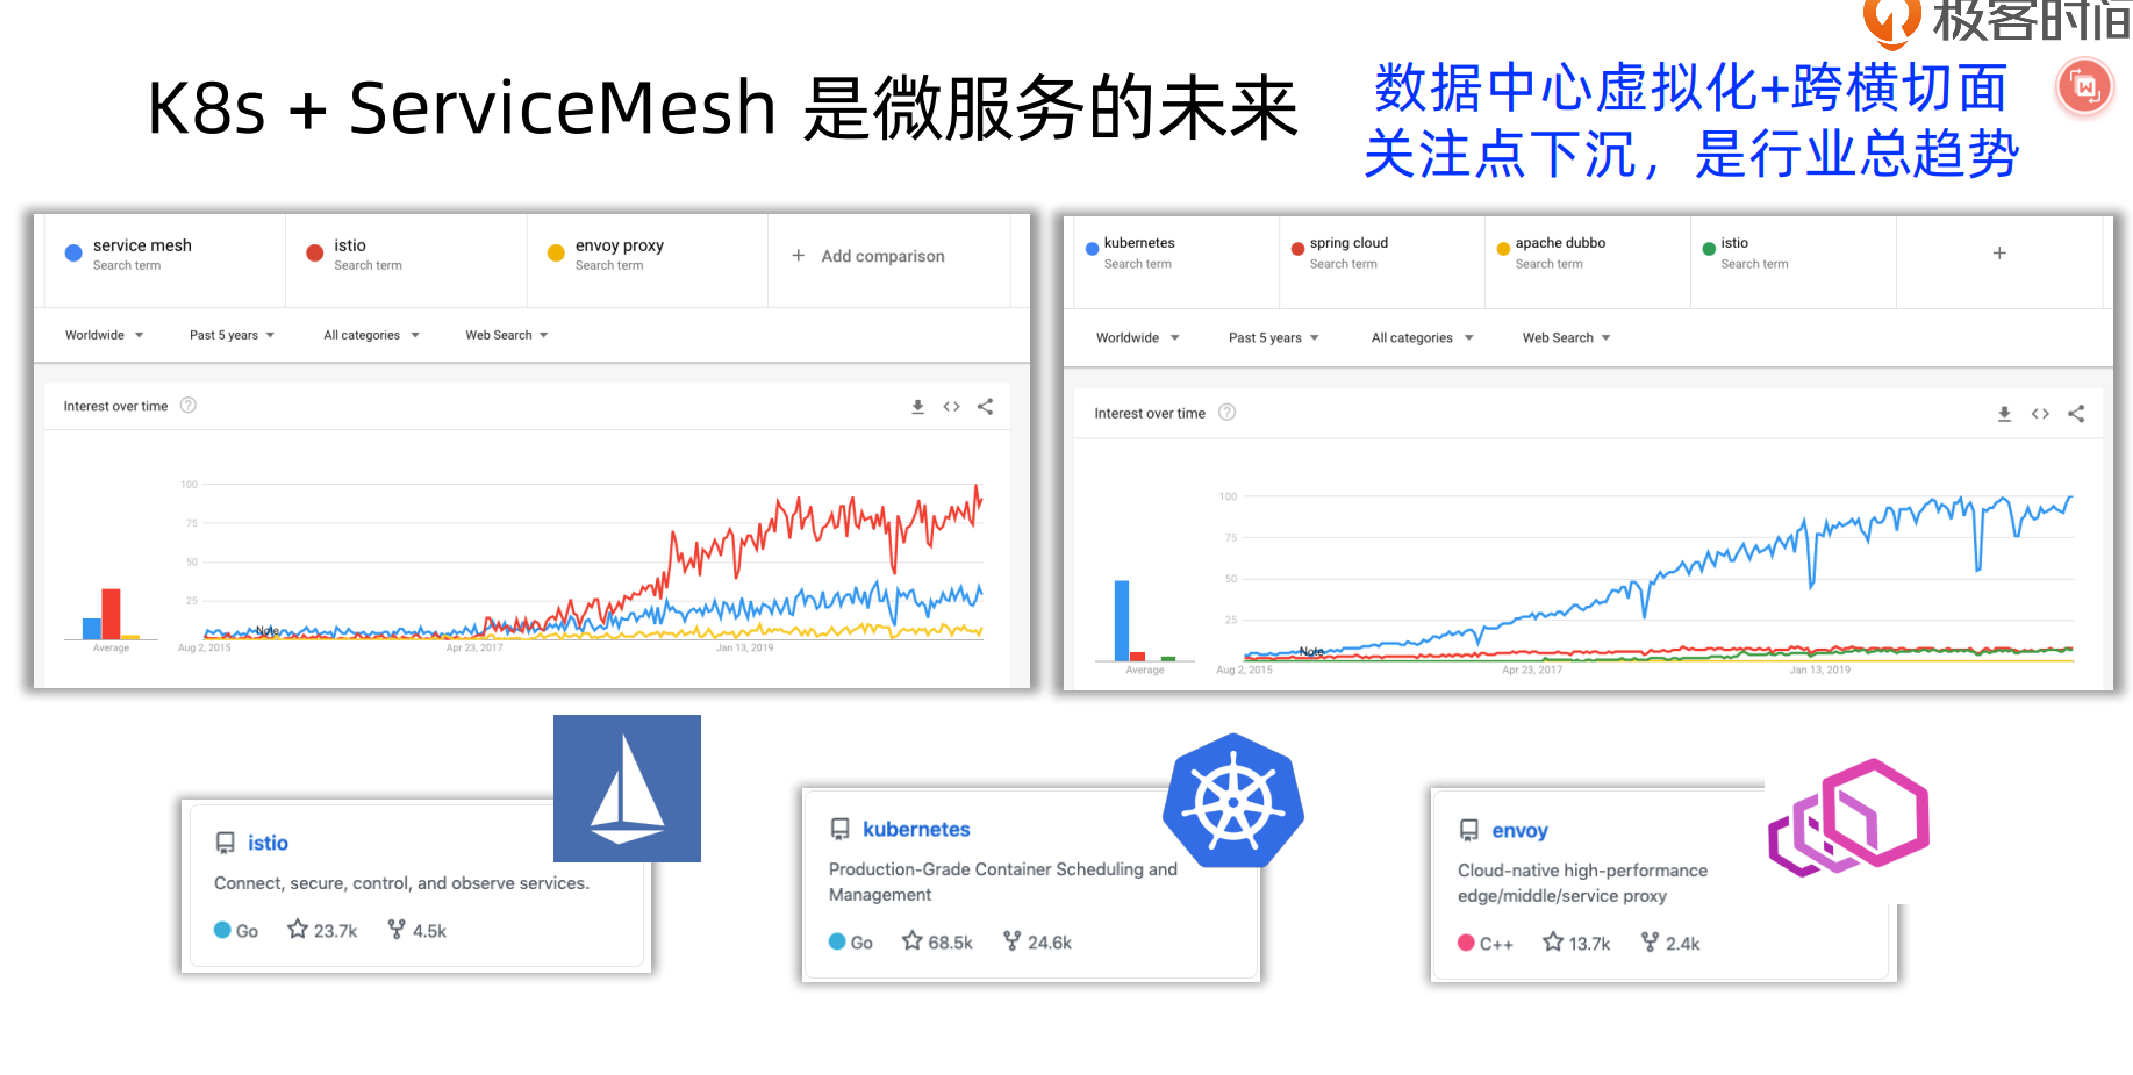 极客时间
K8s + ServiceMesh 是微服务的未来
数据中心虚拟化+跨横切面
关注点下沉，是行业总趋势
service mesh
Search term
istio
Search term
envoy proxy
Search term
+ Add comparison
Worldwide
Past 5 years
All categories
Web Search
Interest over time
100
75
50
25
Note
Average
Aug 2, 2015
Apr 23, 2017
Jan 13, 2019
kubernetes
Search term
spring cloud
Search term
apache dubbo
Search term
istio
Search term
+
Worldwide
Past 5 years
All categories
Web Search
Interest over time
100
75
50
25
Note
Average
Aug 2, 2015
Apr 23, 2017
Jan 13, 2019
istio
Connect, secure, control, and observe services.
Go 23.7k 4.5k
kubernetes
Production-Grade Container Scheduling and
Management
Go 68.5k 24.6k
envoy
Cloud-native high-performance
edge/middle/service proxy
C++ 13.7k 2.4k